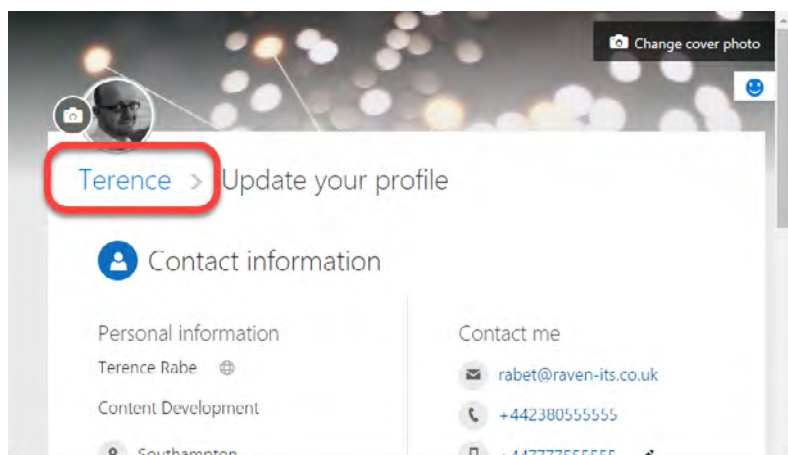 Change cover photo
Terence > Update your profile
Contact information
Personal information
Terence Rabe
Content Development
Southampton
Contact me
rabet@raven-its.co.uk
+442380555555
+447777555555